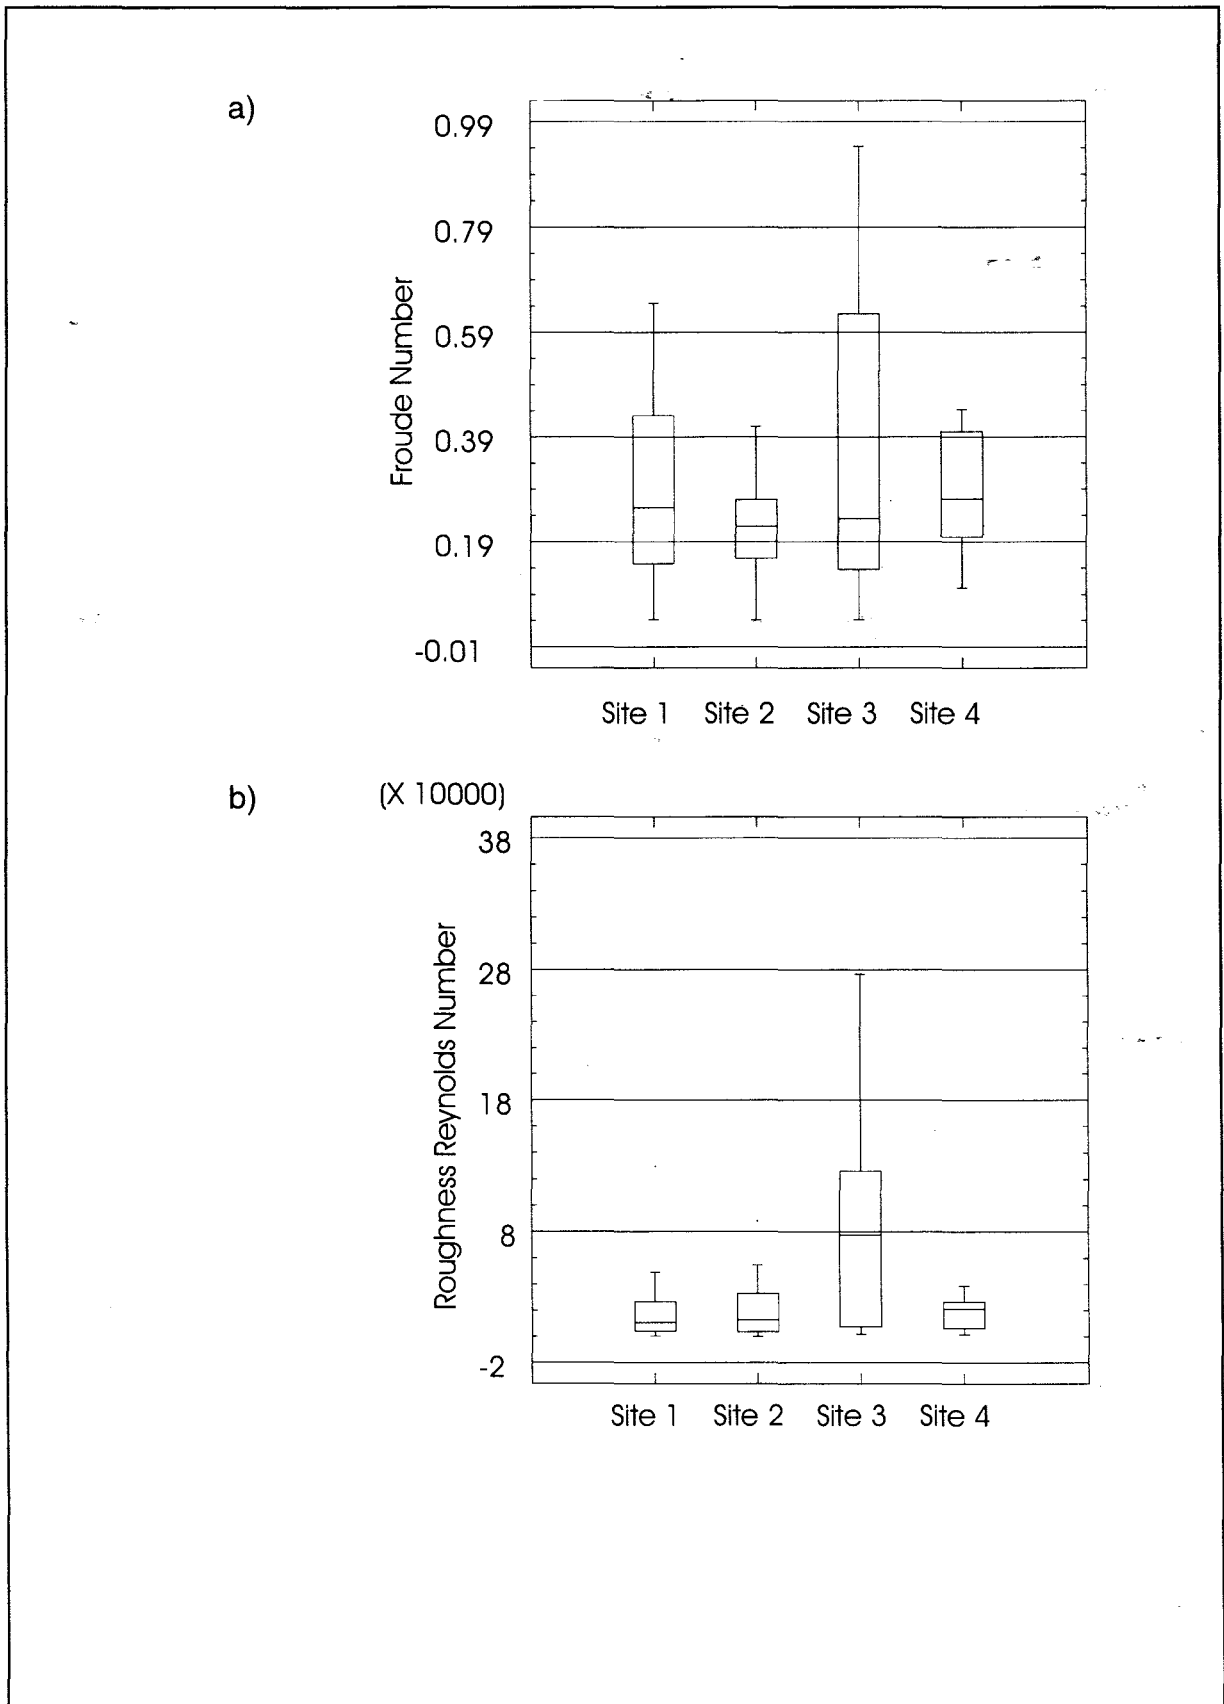 a)
0.99
0.79
0.59
0.39
0.19
-0.01
Froude Number
Site 1 Site 2 Site 3 Site 4
b)
(X 10000)
38
28
18
8
-2
Roughness Reynolds Number
Site 1 Site 2 Site 3 Site 4